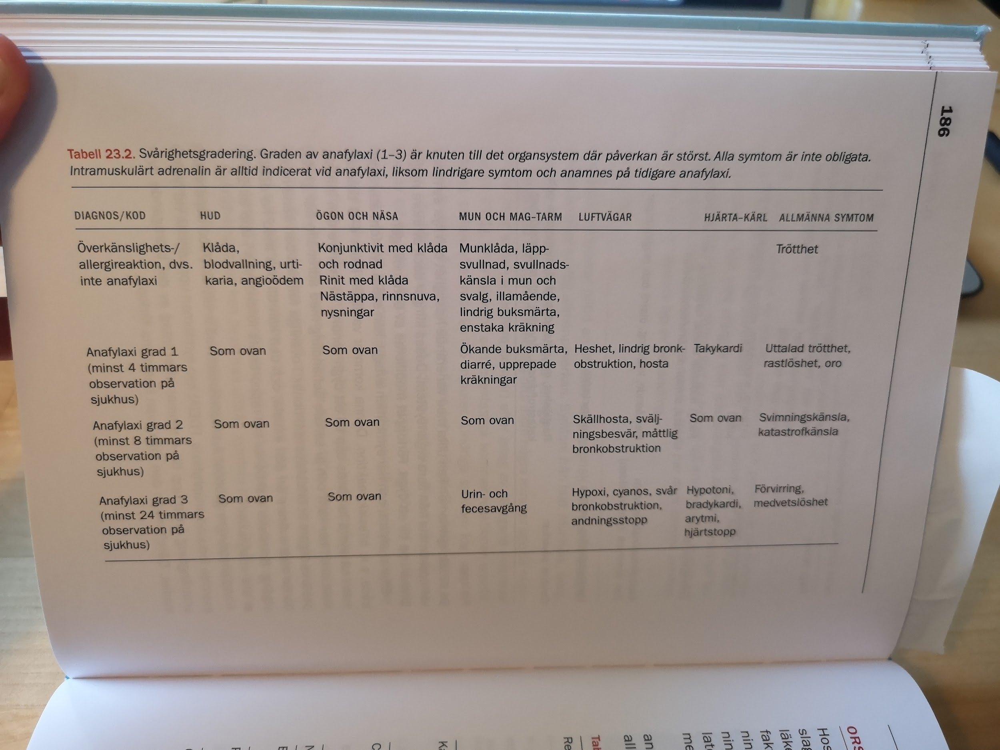 186
Tabell 23.2. Svårighetsgradering. Graden av anafylaxi (1–3) är knuten till det organsystem där påverkan är störst. Alla symtom är inte obligata.
Intramuskulärt adrenalin är alltid indicerat vid anafylaxi, liksom lindrigare symtom och anamnes på tidigare anafylaxi.
DIAGNOS/KOD HUD ÖGON OCH NÄSA MUN OCH MAG–TARM LUFTVÄGAR HJÄRTA–KÄRL ALLMÄNNA SYMTOM
Överkänslighets-/ Klåda, Konjunktivit med klåda Munklåda, läpp- Trötthet
allergireaktion, dvs. blodvallning, urti- och rodnad svullnad, svullnads-
inte anafylaxi karia, angioödem Rinit med klåda känsla i mun och
Nästäppa, rinnsnuva, svalg, illamående,
nysningar lindrig buksmärta,
enstaka kräkning
Anafylaxi grad 1 Som ovan Som ovan Ökande buksmärta, Heshet, lindrig bronk- Takykardi Uttalad trötthet,
(minst 4 timmars diarré, upprepade obstruktion, hosta rastlöshet, oro
observation på kräkningar
sjukhus)
Anafylaxi grad 2 Som ovan Som ovan Som ovan Skällhosta, svälj- Som ovan Svimningskänsla,
(minst 8 timmars ningsbesvär, måttlig katastrofkänsla
observation på bronkobstruktion
sjukhus)
Anafylaxi grad 3 Som ovan Som ovan Urin- och Hypoxi, cyanos, svår Hypotoni, Förvirring,
(minst 24 timmars fecesavgång bronkobstruktion, bradykardi, medvetslöshet
observation på andningsstopp arytmi,
sjukhus) hjärtstopp